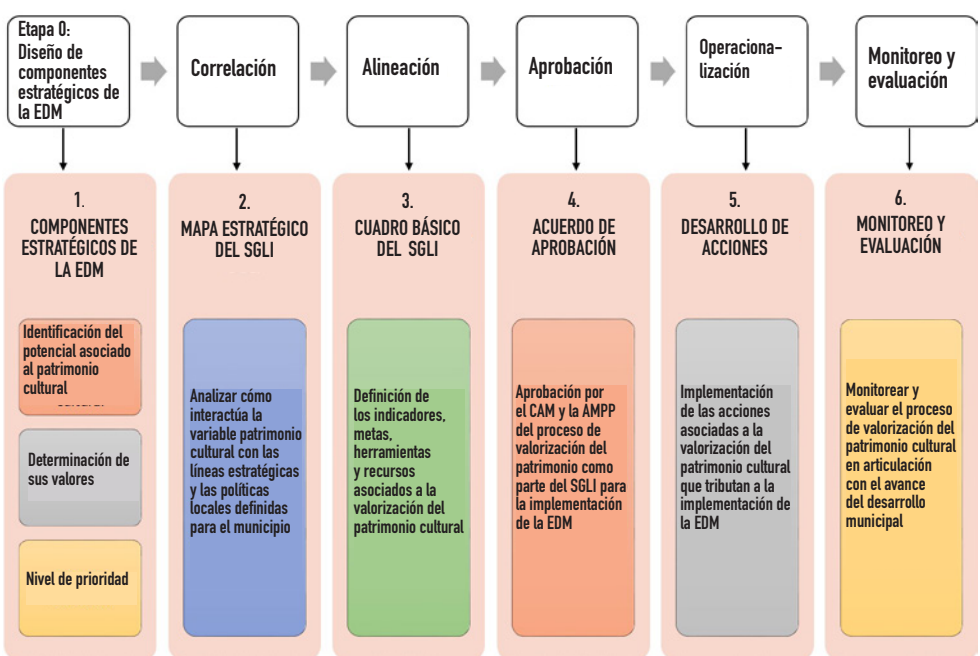 Etapa 0:
Diseño de
componentes
estratégicos de
la EDM
Correlación
Alineación
Aprobación
Operaciona-
lización
Monitoreo y
evaluación
1.
COMPONENTES
ESTRATÉGICOS DE
LA EDM
Identificación del
potencial asociado
al patrimonio
cultural
Determinación de
sus valores
Nivel de prioridad
2.
MAPA ESTRATÉGICO
DEL SGLI
Analizar cómo
interactúa la
variable patrimonio
cultural con las
líneas estratégicas
y las políticas
locales definidas
para el municipio
3.
CUADRO BÁSICO
DEL SGLI
Definición de
los indicadores,
metas,
herramientas
y recursos
asociados a la
valorización del
patrimonio cultural
4.
ACUERDO DE
APROBACIÓN
Aprobación por
el CAM y la AMPP
del proceso de
valorización del
patrimonio como
parte del SGLI para
la implementación
de la EDM
5.
DESARROLLO DE
ACCIONES
Implementación
de las acciones
asociadas a la
valorización del
patrimonio cultural
que tributan a la
implementación de
la EDM
6.
MONITOREO Y
EVALUACIÓN
Monitorear y
evaluar el proceso
de valorización del
patrimonio cultural
en articulación
con el avance
del desarrollo
municipal